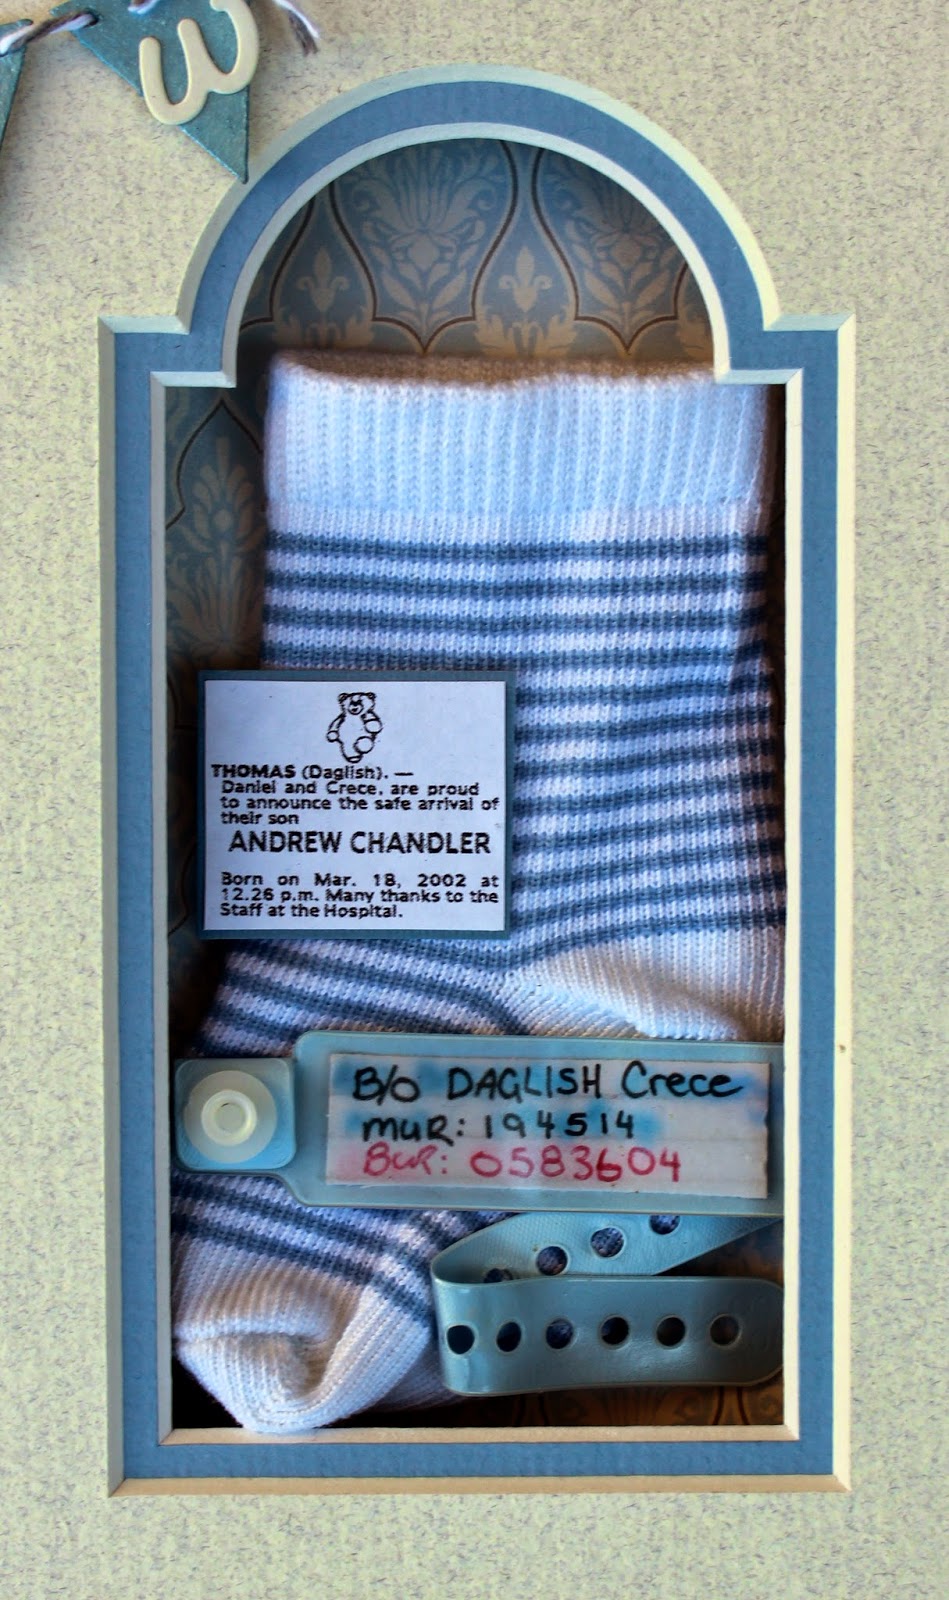 W
THOMAS (Daglish). —
Daniel and Crece, are proud
to announce the safe arrival of
their son
ANDREW CHANDLER
Born on Mar. 18, 2002 at
12.26 p.m. Many thanks to the
Staff at the Hospital.
B/o DAGLISH Crece
MUR: 194514
BUR: 0583604